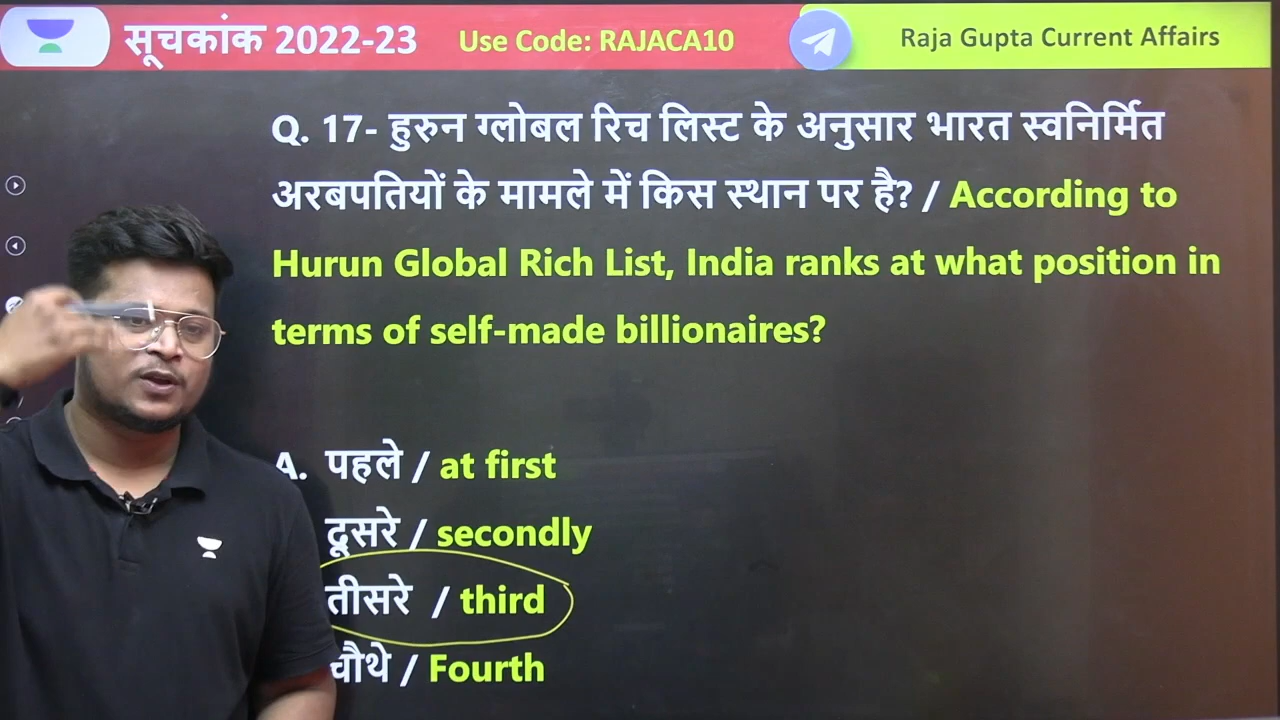 सूचकांक 2022-23 Use Code: RAJACA10 Raja Gupta Current Affairs
Q. 17- हुरुन ग्लोबल रिच लिस्ट के अनुसार भारत स्वनिर्मित
अरबपतियों के मामले में किस स्थान पर है? / According to
Hurun Global Rich List, India ranks at what position in
terms of self-made billionaires?
A. पहले / at first
दूसरे / secondly
तीसरे / third
चौथे / Fourth